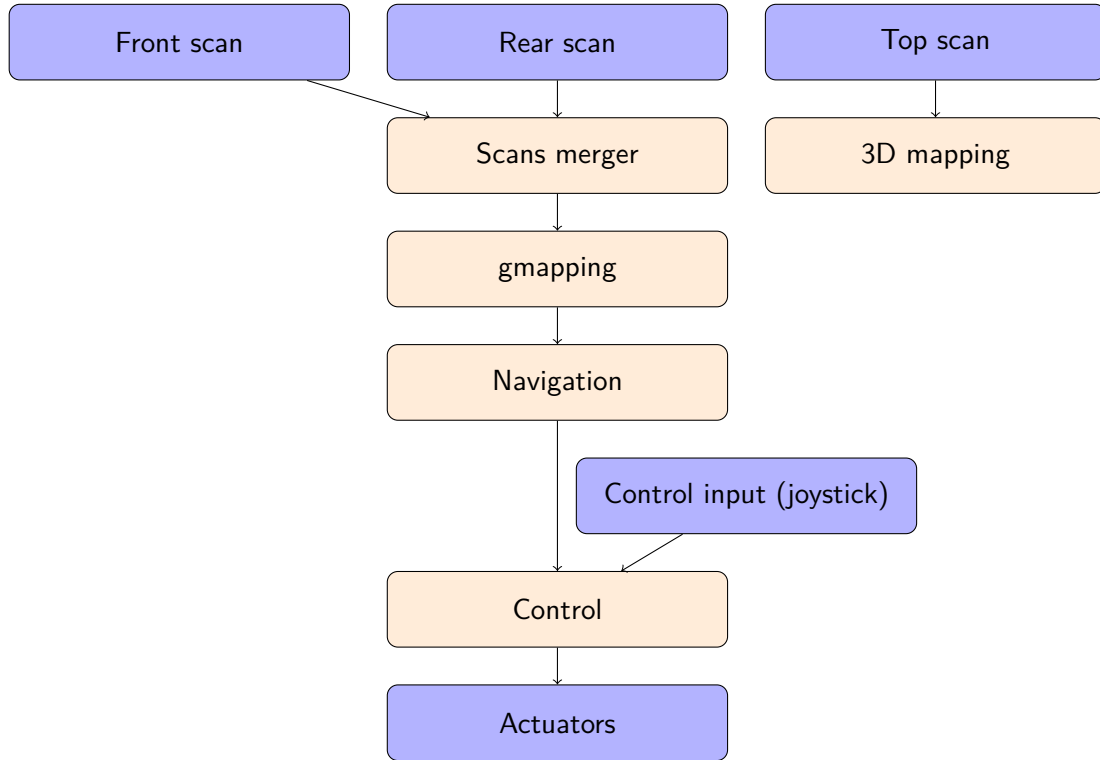 Front scan
Rear scan
Top scan
Scans merger
3D mapping
gmapping
Navigation
Control input (joystick)
Control
Actuators